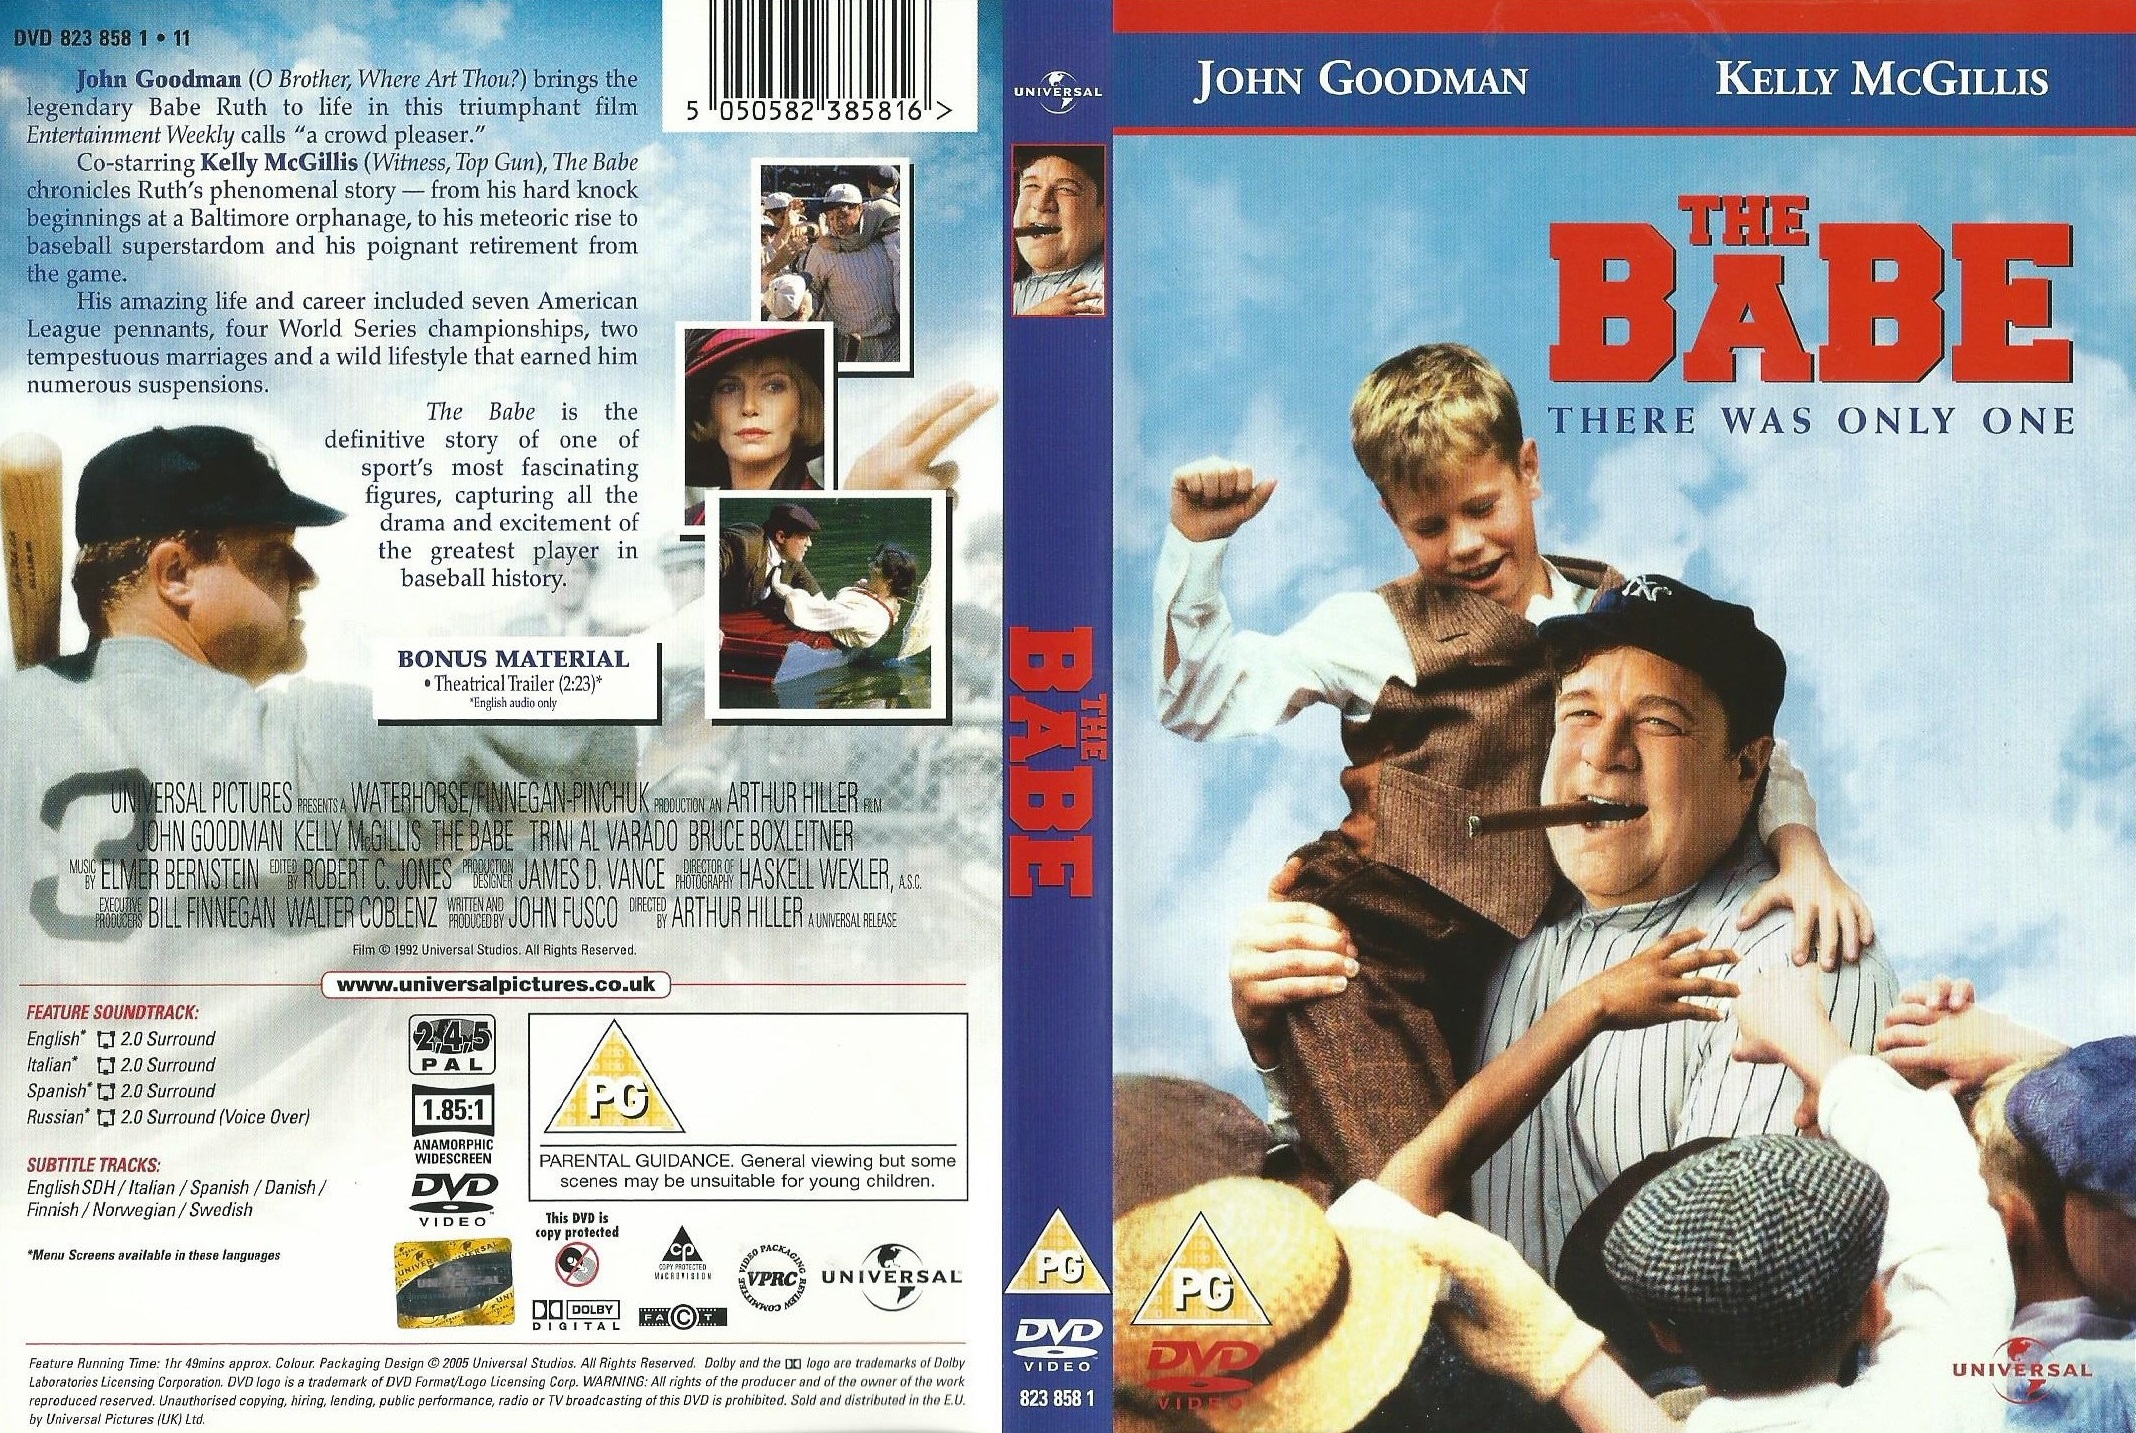 DVD 823 858 1 • 11
John Goodman (O Brother, Where Art Thou?) brings the
legendary Babe Ruth to life in this triumphant film
Entertainment Weekly calls “a crowd pleaser.”
Co-starring Kelly McGillis (Witness, Top Gun), The Babe
chronicles Ruth’s phenomenal story — from his hard knock
beginnings at a Baltimore orphanage, to his meteoric rise to
baseball superstardom and his poignant retirement from
the game.
His amazing life and career included seven American
League pennants, four World Series championships, two
tempestuous marriages and a wild lifestyle that earned him
numerous suspensions.
The Babe is the
definitive story of one of
sport’s most fascinating
figures, capturing all the
drama and excitement of
the greatest player in
baseball history.
5 050582 385816 >
BONUS MATERIAL
• Theatrical Trailer (2:23)*
*English audio only
3
UNIVERSAL PICTURES PRESENTS A WATERHORSE/FINNEGAN-PINCHUK PRODUCTION AN ARTHUR HILLER FILM
JOHN GOODMAN KELLY McGILLIS THE BABE TRINI ALVARADO BRUCE BOXLEITNER
MUSIC BY ELMER BERNSTEIN EDITED BY ROBERT C. JONES PRODUCTION DESIGNER JAMES D. VANCE DIRECTOR OF PHOTOGRAPHY HASKELL WEXLER, A.S.C.
EXECUTIVE PRODUCERS BILL FINNEGAN WALTER COBLENZ WRITTEN AND PRODUCED BY JOHN FUSCO DIRECTED BY ARTHUR HILLER A UNIVERSAL RELEASE
Film © 1992 Universal Studios. All Rights Reserved.
www.universalpictures.co.uk
FEATURE SOUNDTRACK:
English* 2.0 Surround
Italian* 2.0 Surround
Spanish* 2.0 Surround
Russian* 2.0 Surround (Voice Over)
SUBTITLE TRACKS:
English SDH / Italian / Spanish / Danish /
Finnish / Norwegian / Swedish
*Menu Screens available in these languages
2,4,5
PAL
1.85:1
ANAMORPHIC
WIDESCREEN
DVD
VIDEO
UNIVERSAL
PG
PARENTAL GUIDANCE. General viewing but some
scenes may be unsuitable for young children.
This DVD is
copy protected
DOLBY
DIGITAL
CP
COPY PROTECTED
MACROVISION
FACT
VIDEO PACKAGING REVIEW COMMITTEE
VPRC
UNIVERSAL
Feature Running Time: 1hr 49mins approx. Colour. Packaging Design © 2005 Universal Studios. All Rights Reserved. Dolby and the logo are trademarks of Dolby
Laboratories Licensing Corporation. DVD logo is a trademark of DVD Format/Logo Licensing Corp. WARNING: All rights of the producer and of the owner of the work
reproduced reserved. Unauthorised copying, hiring, lending, public performance, radio or TV broadcasting of this DVD is prohibited. Sold and distributed in the E.U.
by Universal Pictures (UK) Ltd.
UNIVERSAL
THE
BABE
PG
DVD
VIDEO
823 858 1
JOHN GOODMAN
KELLY McGILLIS
THE
BABE
THERE WAS ONLY ONE
NY
PG
DVD
VIDEO
UNIVERSAL